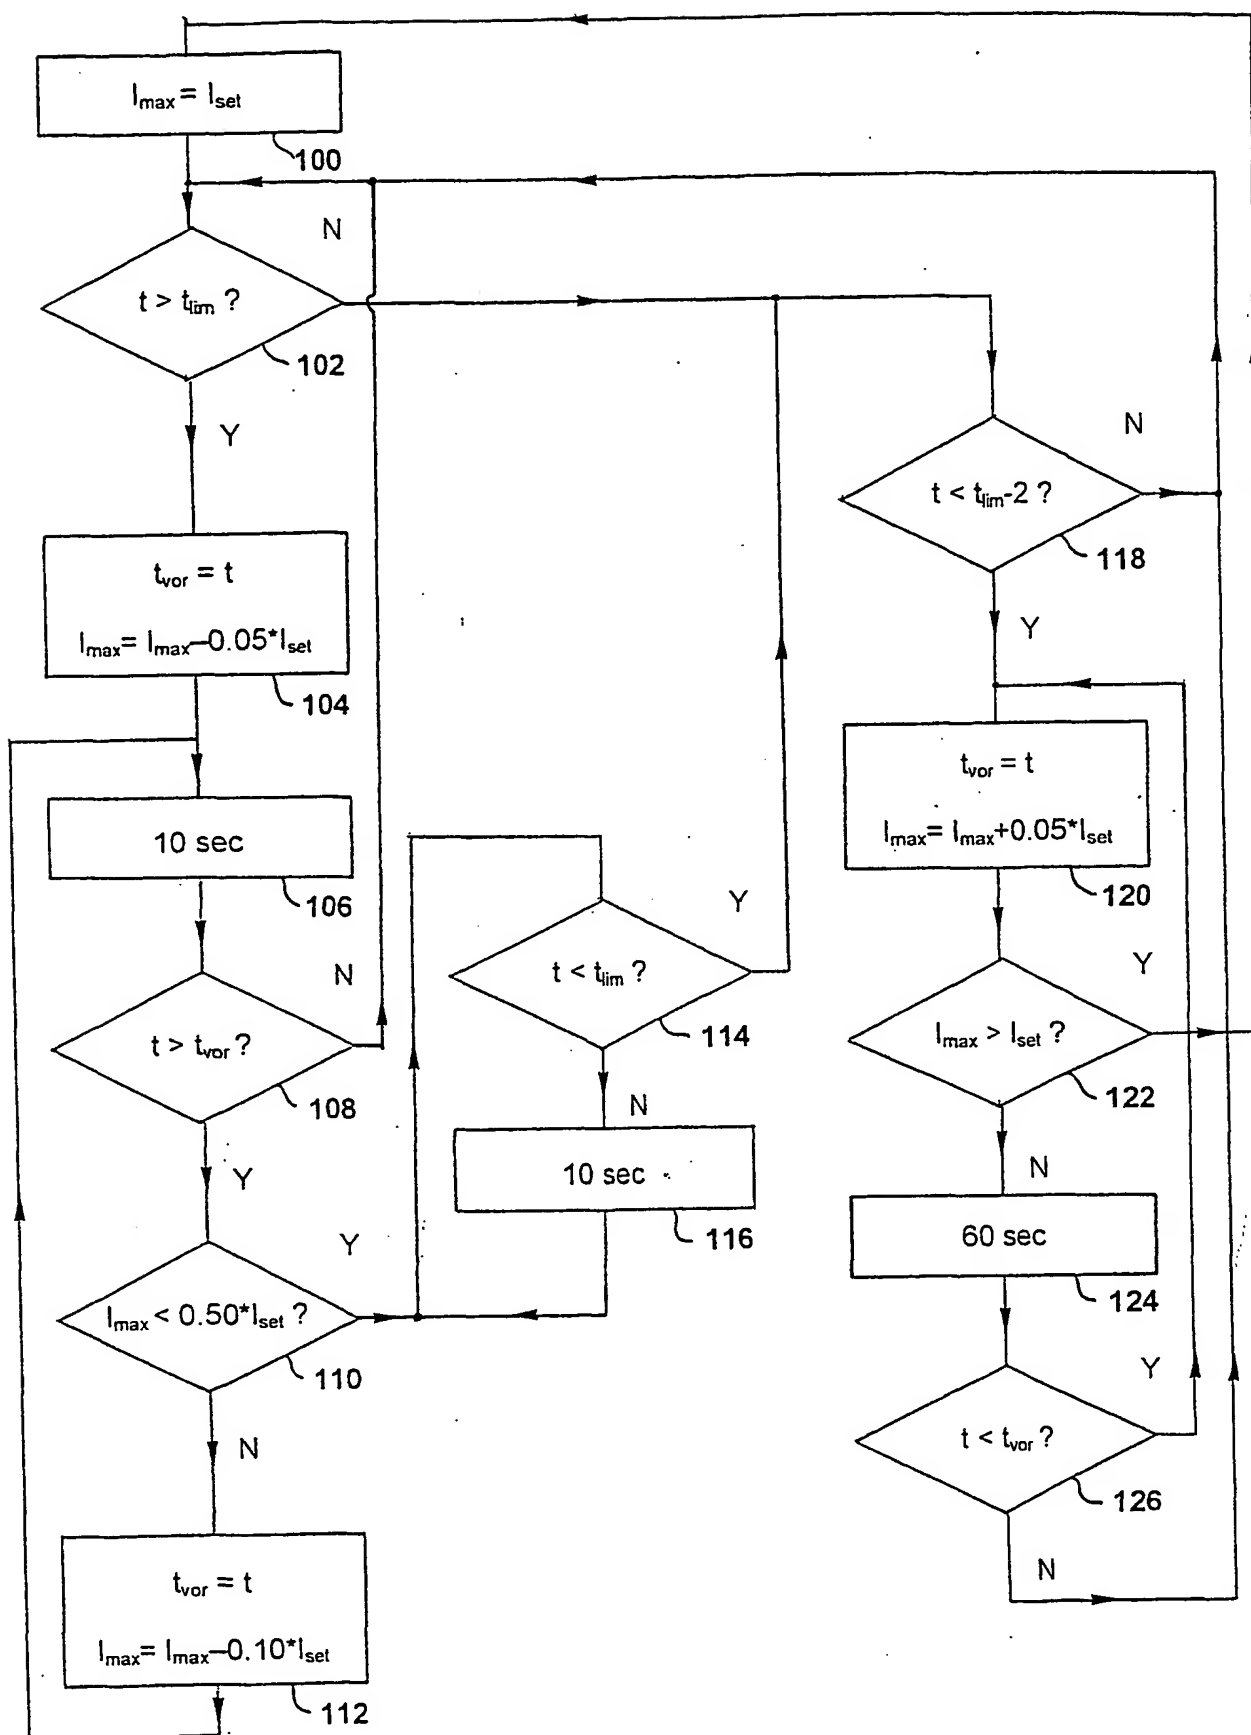 Imax = Iset
100
N
t > tlim ?
102
Y
N
t < tlim-2 ?
118
Y
tvor = t
Imax= Imax–0.05*Iset
104
tvor = t
Imax= Imax+0.05*Iset
120
10 sec
106
Y
t < tlim ?
114
N
Y
Imax > Iset ?
122
N
t > tvor ?
108
N
Y
10 sec
116
60 sec
124
Y
Imax < 0.50*Iset ?
110
N
Y
t < tvor ?
126
N
tvor = t
Imax= Imax–0.10*Iset
112